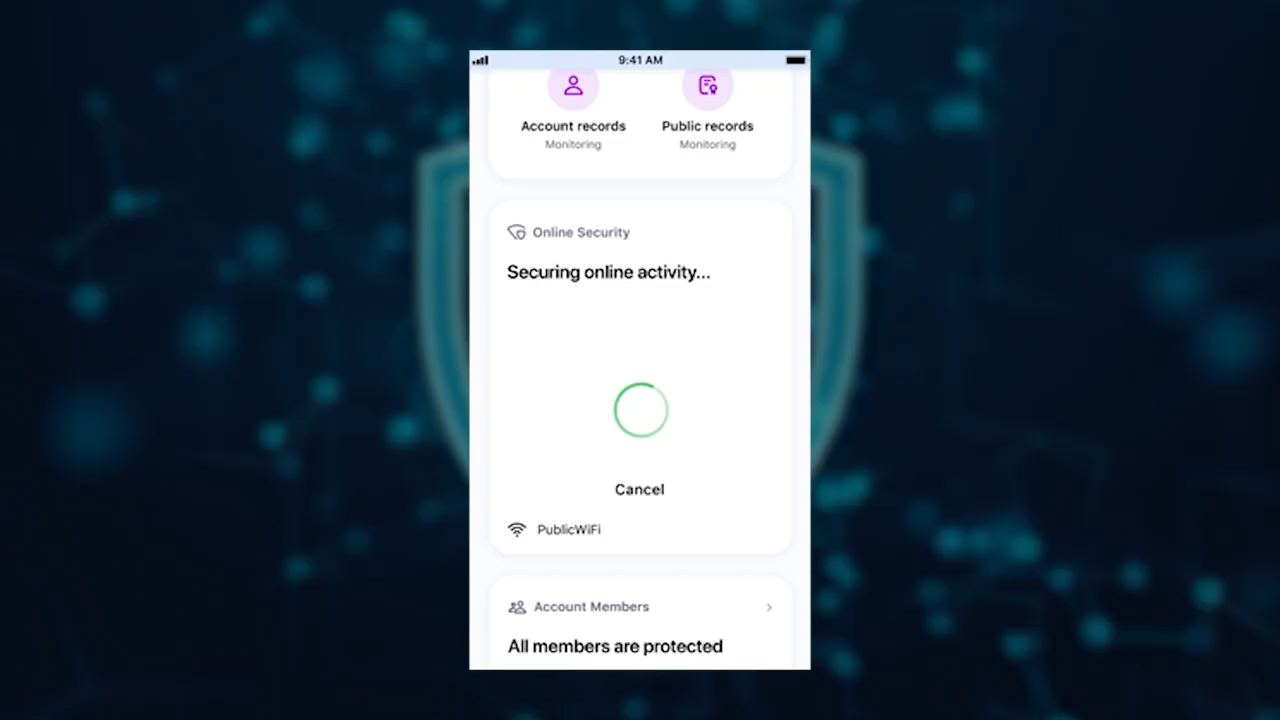 9:41 AM
Account records
Public records
Monitoring
Monitoring
Online Security
Securing online activity...
Cancel
PublicWiFi
Account Members
All members are protected